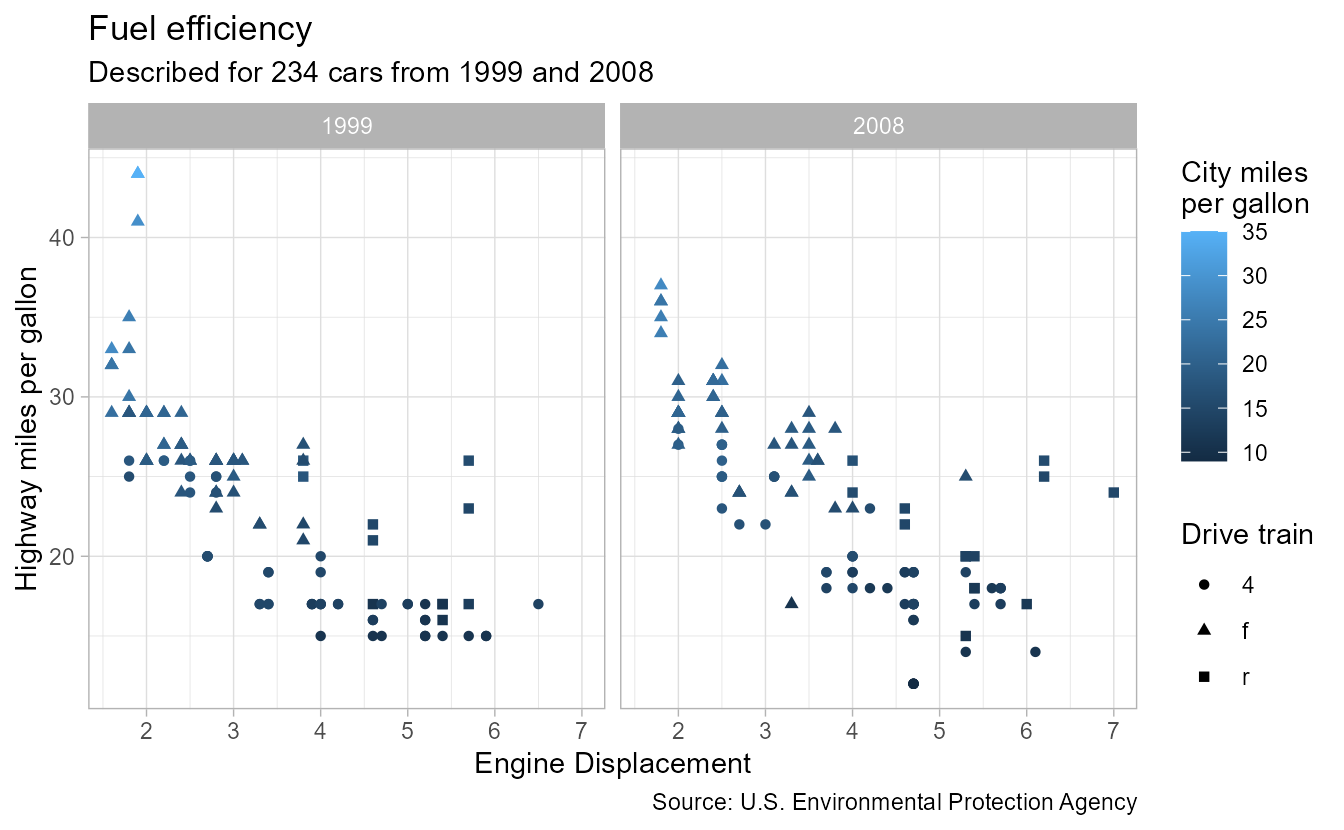 Fuel efficiency
Described for 234 cars from 1999 and 2008
1999
2008
Highway miles per gallon
40
30
20
2 3 4 5 6 7
2 3 4 5 6 7
Engine Displacement
City miles
per gallon
35
30
25
20
15
10
Drive train
4
f
r
Source: U.S. Environmental Protection Agency